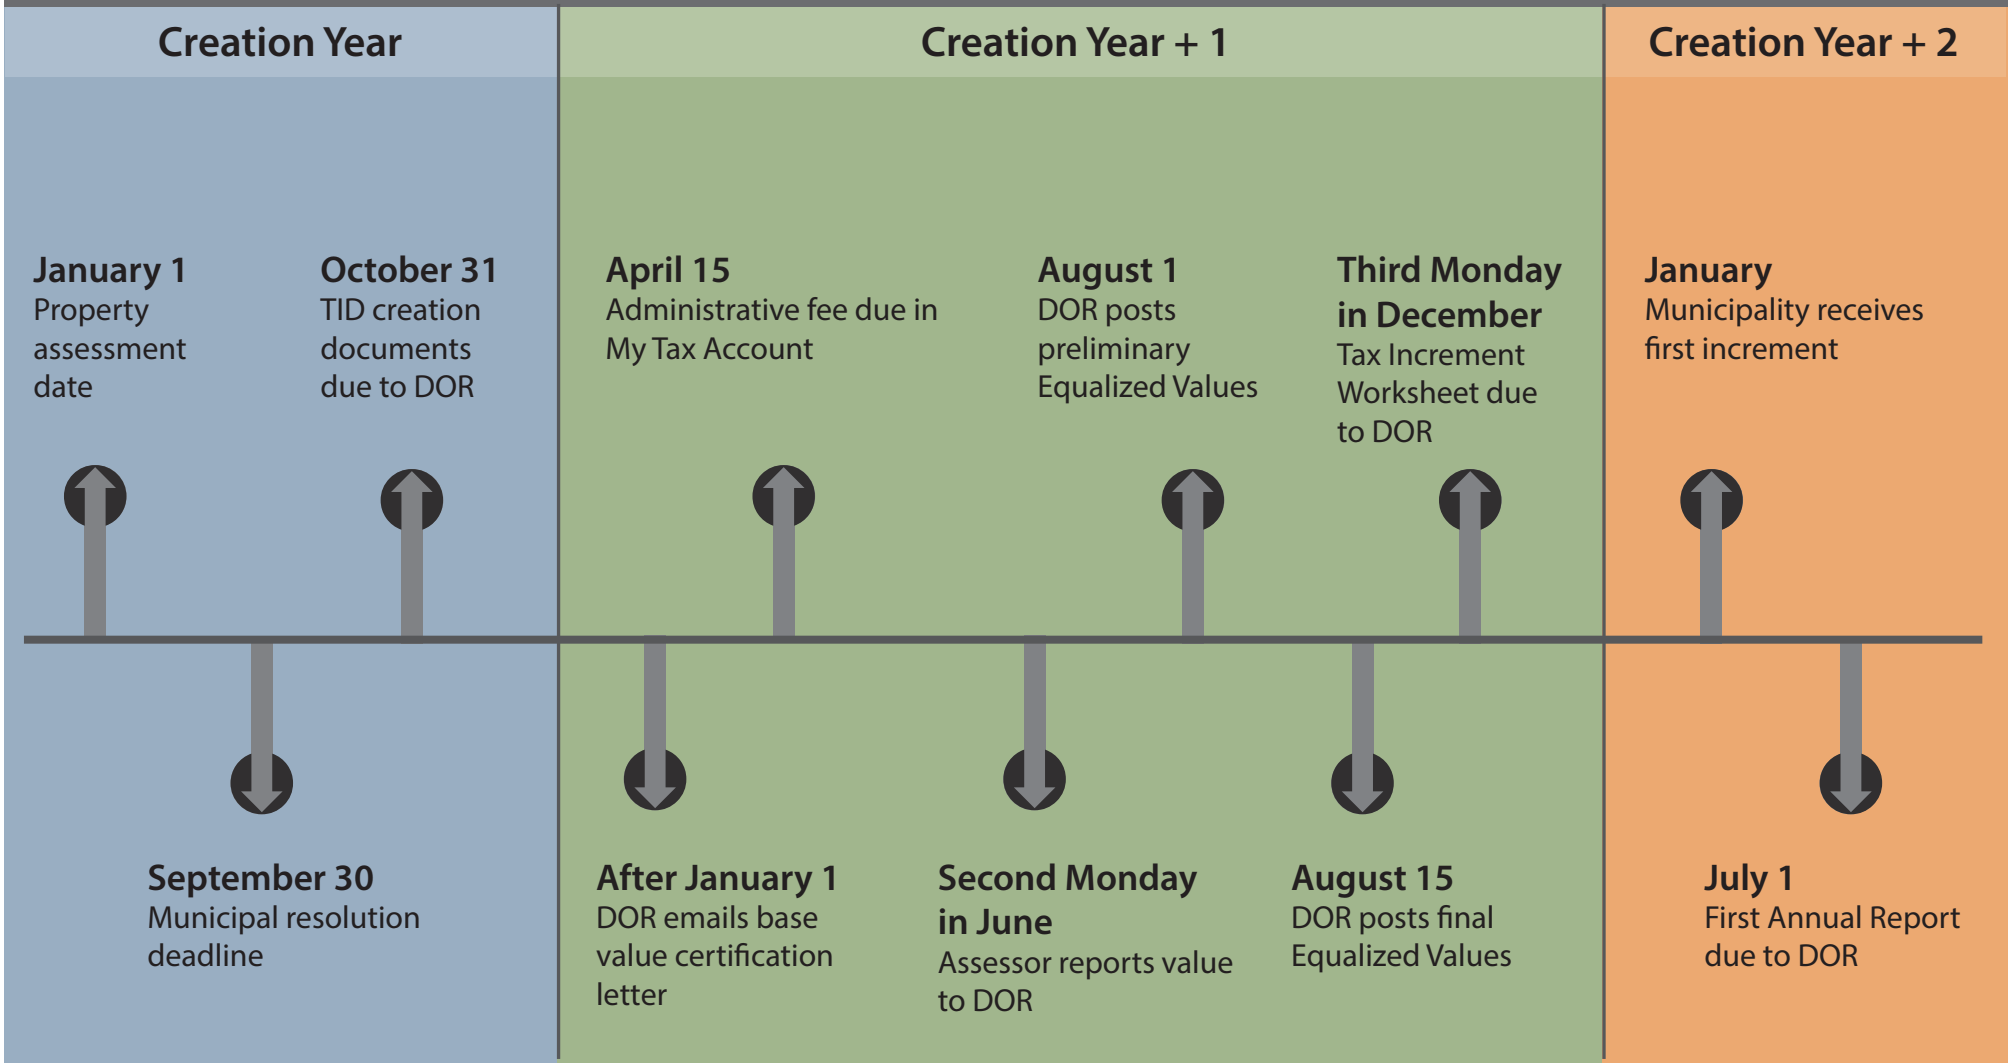 Creation Year
Creation Year + 1
Creation Year + 2
January 1
Property
assessment
date
October 31
TID creation
documents
due to DOR
April 15
Administrative fee due in
My Tax Account
August 1
DOR posts
preliminary
Equalized Values
Third Monday
in December
Tax Increment
Worksheet due
to DOR
January
Municipality receives
first increment
September 30
Municipal resolution
deadline
After January 1
DOR emails base
value certification
letter
Second Monday
in June
Assessor reports value
to DOR
August 15
DOR posts final
Equalized Values
July 1
First Annual Report
due to DOR